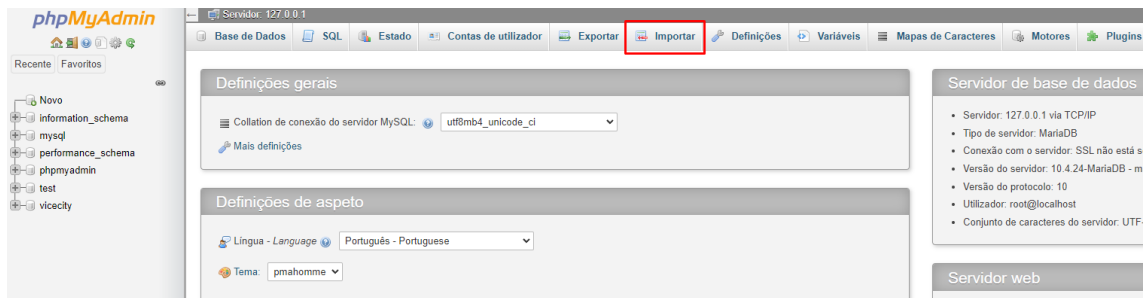 phpMyAdmin
Recente Favoritos
Novo
information_schema
mysql
performance_schema
phpmyadmin
test
vicecity
Servidor: 127.0.0.1
Base de Dados SQL Estado Contas de utilizador Exportar Importar Definições Variáveis Mapas de Caracteres Motores Plugins
Definições gerais
Collation de conexão do servidor MySQL: utf8mb4_unicode_ci
Mais definições
Definições de aspeto
Língua - Language Português - Portuguese
Tema: pmahomme
Servidor de base de dados
Servidor: 127.0.0.1 via TCP/IP
Tipo de servidor: MariaDB
Conexão com o servidor: SSL não está s
Versão do servidor: 10.4.24-MariaDB - m
Versão do protocolo: 10
Utilizador: root@localhost
Conjunto de caracteres do servidor: UTF-
Servidor web